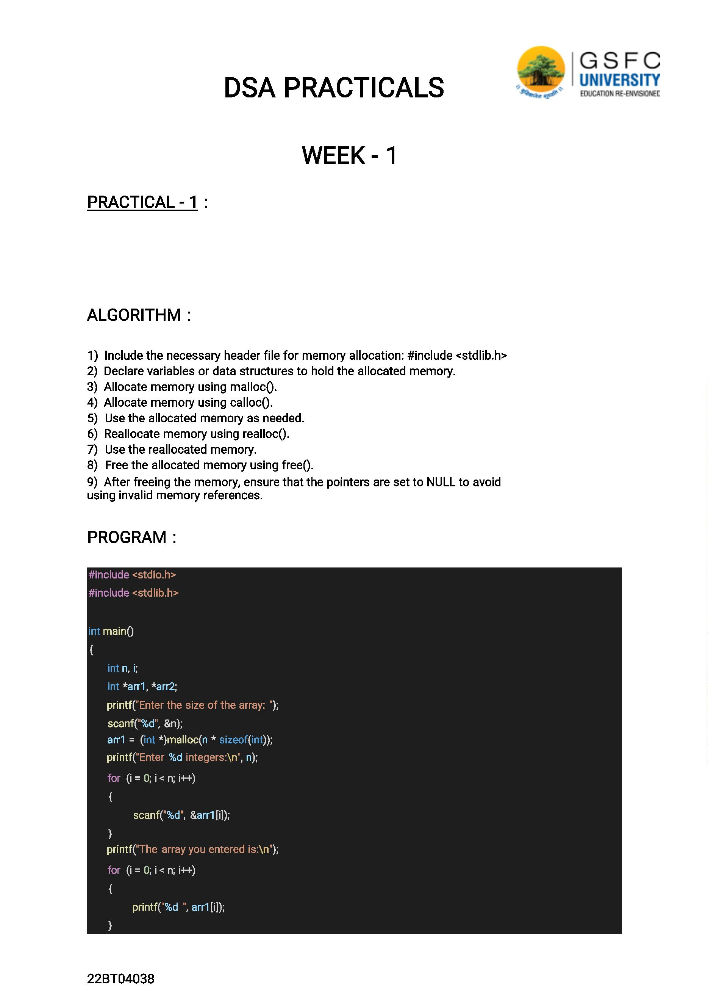 GSFC
UNIVERSITY
EDUCATION RE-ENVISIONED
DSA PRACTICALS
WEEK - 1
PRACTICAL - 1 :
ALGORITHM :
1) Include the necessary header file for memory allocation: #include <stdlib.h>
2) Declare variables or data structures to hold the allocated memory.
3) Allocate memory using malloc().
4) Allocate memory using calloc().
5) Use the allocated memory as needed.
6) Reallocate memory using realloc().
7) Use the reallocated memory.
8) Free the allocated memory using free().
9) After freeing the memory, ensure that the pointers are set to NULL to avoid
using invalid memory references.
PROGRAM :
#include <stdio.h>
#include <stdlib.h>
int main()
{
int n, i;
int *arr1, *arr2;
printf("Enter the size of the array: ");
scanf("%d", &n);
arr1 = (int *)malloc(n * sizeof(int));
printf("Enter %d integers:\n", n);
for (i = 0; i < n; i++)
{
scanf("%d", &arr1[i]);
}
printf("The array you entered is:\n");
for (i = 0; i < n; i++)
{
printf("%d ", arr1[i]);
}
22BT04038